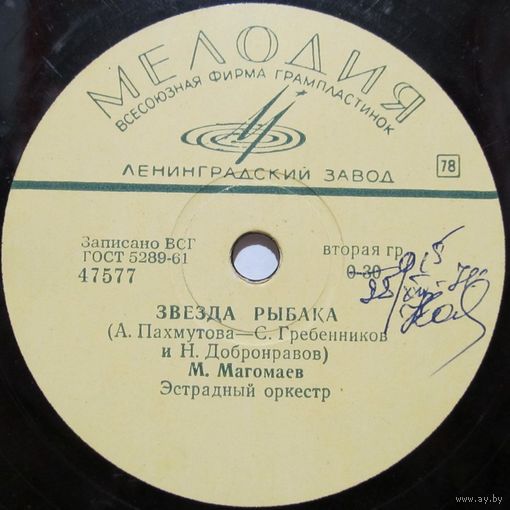 МЕЛОДИЯ
ВСЕСОЮЗНАЯ ФИРМА ГРАМПЛАСТИНОК
ЛЕНИНГРАДСКИЙ ЗАВОД
78
Записано ВСГ
ГОСТ 5289-61
47577
вторая гр.
0-30
ЗВЕЗДА РЫБАКА
(А. Пахмутова—С. Гребенников
и Н. Добронравов)
М. Магомаев
Эстрадный оркестр
www.ay.by